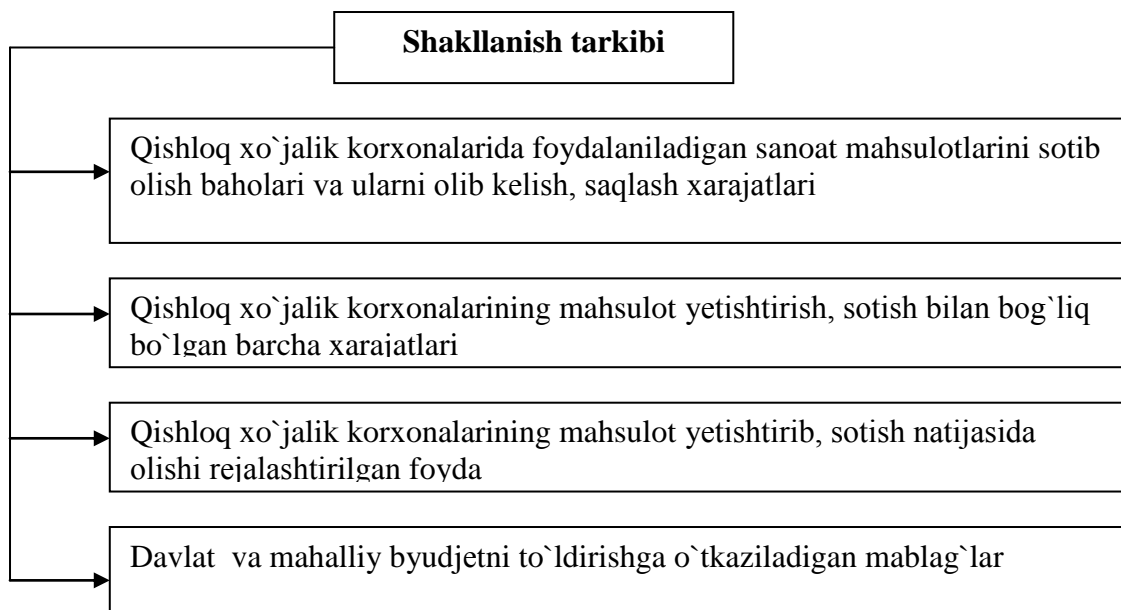 Shakllanish tarkibi
Qishloq xo`jalik korxonalarida foydalaniladigan sanoat mahsulotlarini sotib
olish baholari va ularni olib kelish, saqlash xarajatlari
Qishloq xo`jalik korxonalarining mahsulot yetishtirish, sotish bilan bog`liq
bo`lgan barcha xarajatlari
Qishloq xo`jalik korxonalarining mahsulot yetishtirib, sotish natijasida
olishi rejalashtirilgan foyda
Davlat  va mahalliy byudjetni to`ldirishga o`tkaziladigan mablag`lar